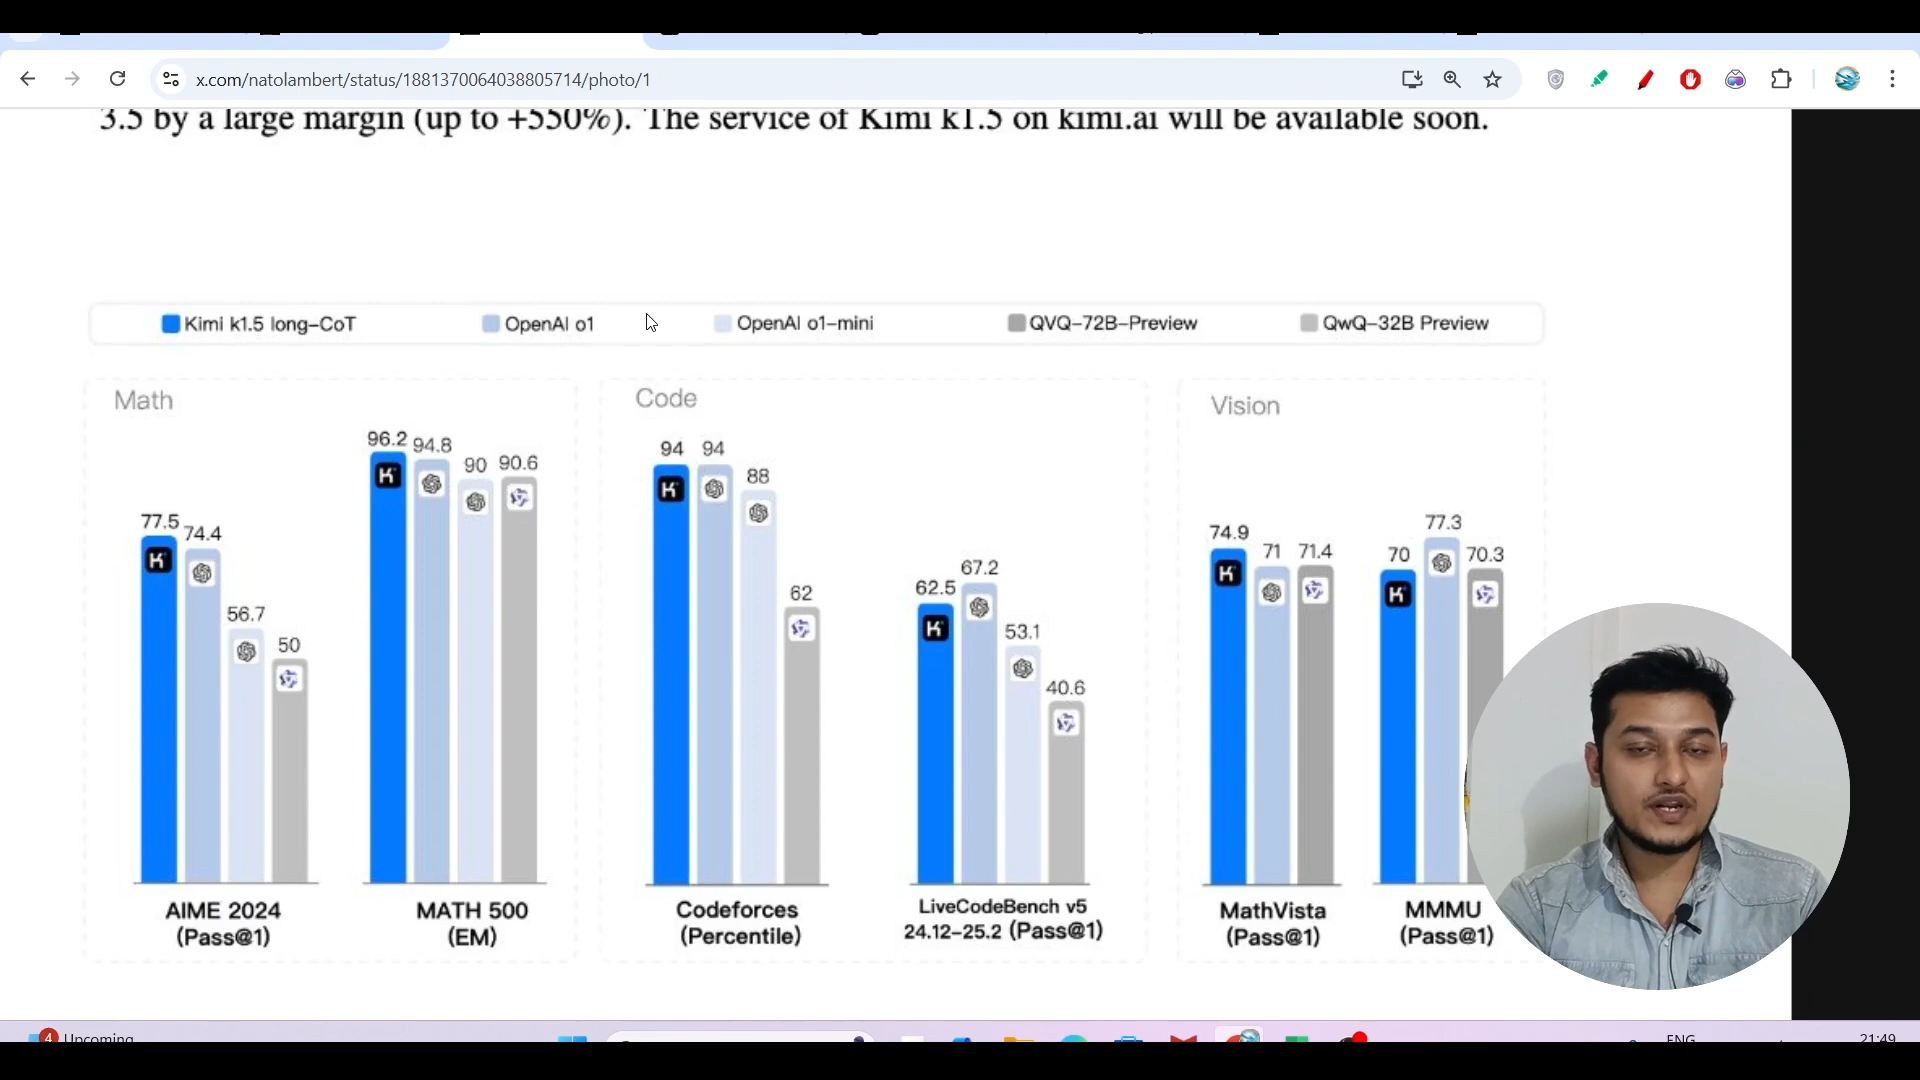 x.com/natolambert/status/1881370064038805714/photo/1
3.5 by a large margin (up to +550%). The service of Kimi k1.5 on kimi.ai will be available soon.
Kimi k1.5 long-CoT OpenAI o1 OpenAI o1-mini QVQ-72B-Preview QwQ-32B Preview
Math
77.5 74.4 56.7 50
AIME 2024
(Pass@1)
96.2 94.8 90 90.6
MATH 500
(EM)
Code
94 94 88 62
Codeforces
(Percentile)
62.5 67.2 53.1 40.6
LiveCodeBench v5
24.12-25.2 (Pass@1)
Vision
74.9 71 71.4
MathVista
(Pass@1)
70 77.3 70.3
MMMU
(Pass@1)
4 Upcoming
ENG
21:49